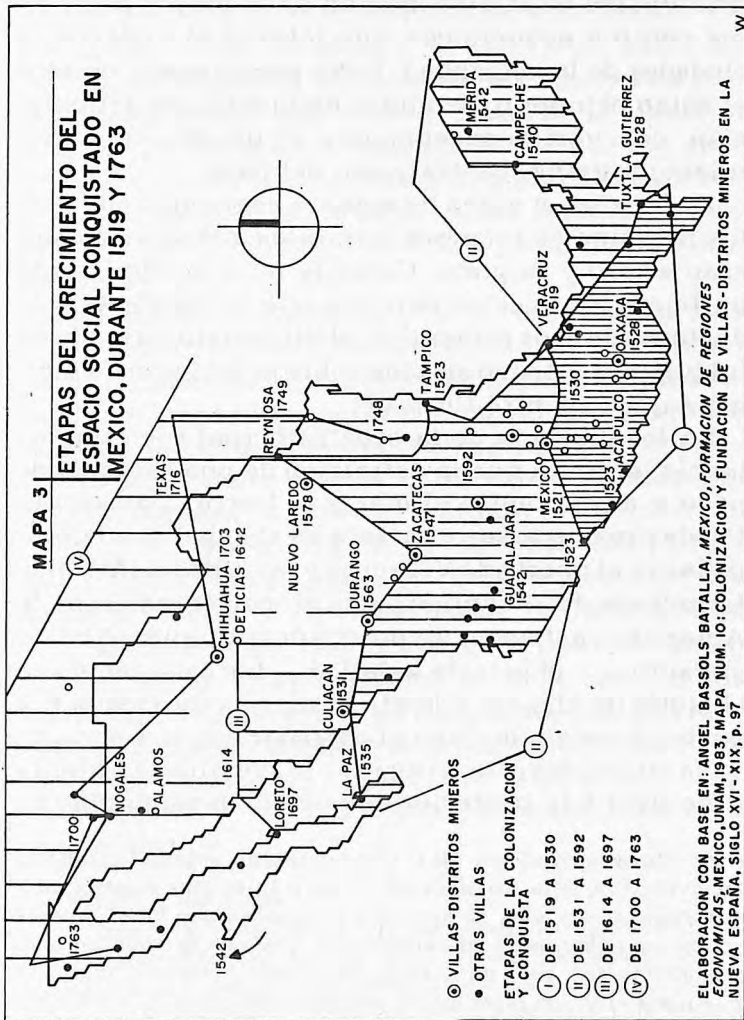 MAPA 3
ETAPAS DEL CRECIMIENTO DEL
ESPACIO SOCIAL CONQUISTADO EN
MEXICO, DURANTE 1519 Y 1763
IV
TEXAS
1716
REYNOSA
1749
NUEVO LAREDO
1578
CHIHUAHUA 1703
DELICIAS 1642
1700
NOGALES
ALAMOS
1763
III
1614
LORETO
1697
1542
DURANGO
1563
ZACATECAS
1547
1748
TAMPICO
1523
II
CULIACAN
1531
LA PAZ
1535
GUADALAJARA
1542
1592
MEXICO
1521
1530
VERACRUZ
1519
MERIDA
1542
CAMPECHE
1540
TUXTLA GUTIERREZ
1528
OAXACA
1528
ACAPULCO
1523
1523
I
II
VILLAS-DISTRITOS MINEROS
OTRAS VILLAS
ETAPAS DE LA COLONIZACION
CONQUISTA
I DE 1519 A 1530
II DE 1531 A 1592
III DE 1614 A 1697
IV DE 1700 A 1763
ELABORACION CON BASE EN: ANGEL BASSOLS BATALLA, MEXICO, FORMACION DE REGIONES
ECONOMICAS, MEXICO, UNAM, 1983, MAPA NUM. 10: COLONIZACION Y FUNDACION DE VILLAS-DISTRITOS MINEROS EN LA
NUEVA ESPAÑA, SIGLO XVI - XIX, p. 97.